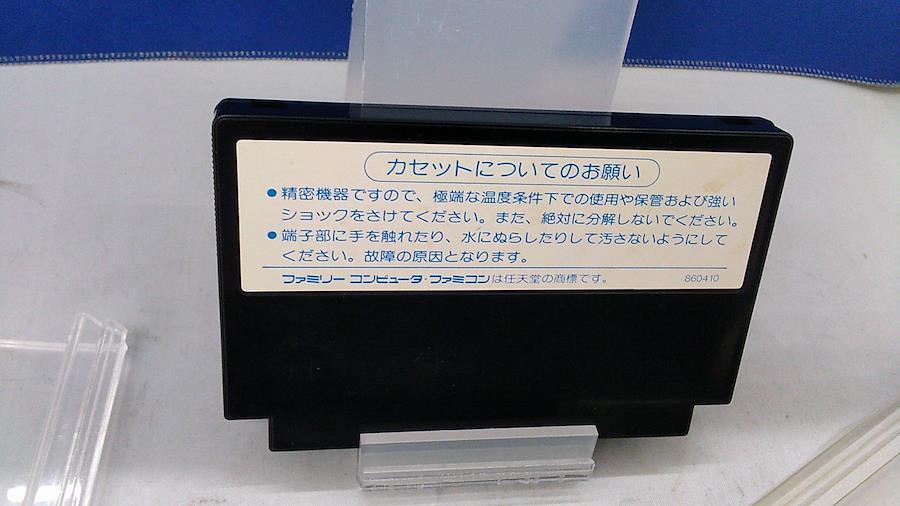 カセットについてのお願い
●精密機器ですので、極端な温度条件下での使用や保管および強い
ショックをさけてください。また、絶対に分解しないでください。
●端子部に手を触れたり、水にぬらしたりして汚さないようにして
ください。故障の原因となります。
ファミリーコンピュータ・ファミコンは任天堂の商標です。 860410